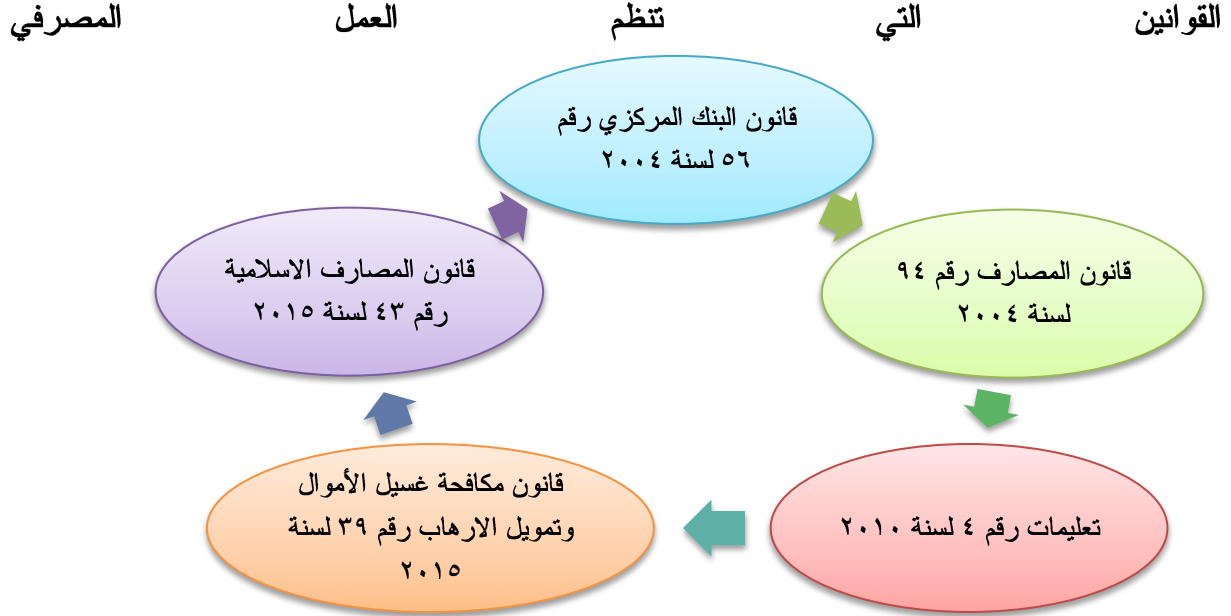 القوانين التي تنظم العمل المصرفي
قانون البنك المركزي رقم
٥٦ لسنة ٢٠٠٤
قانون المصارف رقم ٩٤
لسنة ٢٠٠٤
تعليمات رقم ٤ لسنة ٢٠١٠
قانون مكافحة غسيل الأموال
وتمويل الارهاب رقم ٣٩ لسنة
٢٠١٥
قانون المصارف الاسلامية
رقم ٤٣ لسنة ٢٠١٥